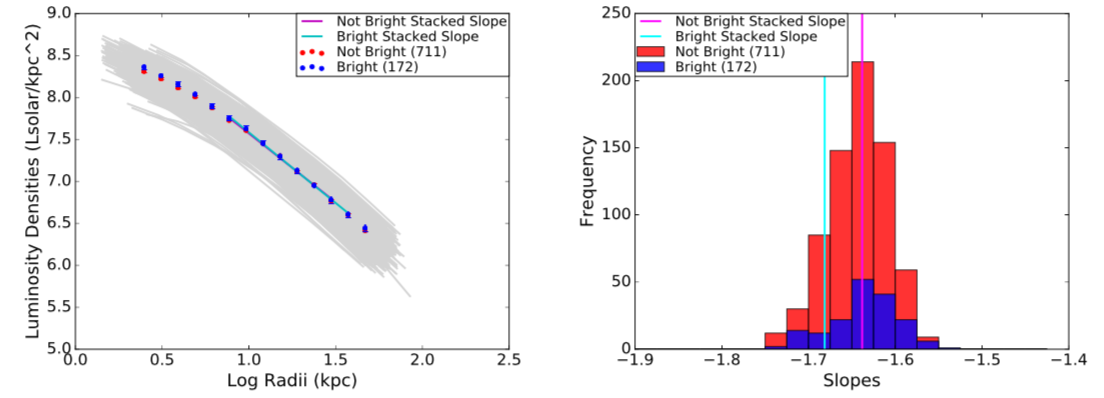 9.0
8.5
8.0
7.5
7.0
6.5
6.0
5.5
5.0
0.0
0.5
1.0
1.5
2.0
2.5
Luminosity Densities (Lsolar/kpc^2)
Log Radii (kpc)
Not Bright Stacked Slope
Bright Stacked Slope
Not Bright (711)
Bright (172)
250
200
150
100
50
0
−1.9
−1.8
−1.7
−1.6
−1.5
−1.4
Frequency
Slopes
Not Bright Stacked Slope
Bright Stacked Slope
Not Bright (711)
Bright (172)